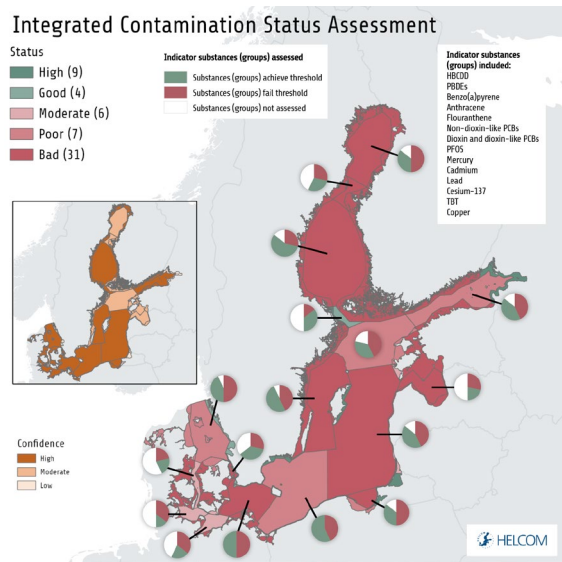 Integrated Contamination Status Assessment
Status
High (9)
Good (4)
Moderate (6)
Poor (7)
Bad (31)
Indicator substances (groups) assessed
Substances (groups) achieve threshold
Substances (groups) fail threshold
Substances (groups) not assessed
Indicator substances
(groups) included:
HBCDD
PBDEs
Benzo(a)pyrene
Anthracene
Flouranthene
Non-dioxin-like PCBs
Dioxin and dioxin-like PCBs
PFOS
Mercury
Cadmium
Lead
Cesium-137
TBT
Copper
Confidence
High
Moderate
Low
HELCOM